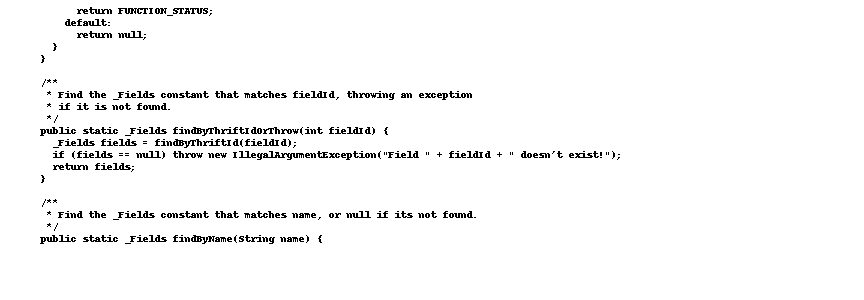 return FUNCTION_STATUS;
default:
return null;
}
}
/**
* Find the _Fields constant that matches fieldId, throwing an exception
* if it is not found.
*/
public static _Fields findByThriftIdOrThrow(int fieldId) {
_Fields fields = findByThriftId(fieldId);
if (fields == null) throw new IllegalArgumentException("Field " + fieldId + " doesn't exist!");
return fields;
}
/**
* Find the _Fields constant that matches name, or null if its not found.
*/
public static _Fields findByName(String name) {